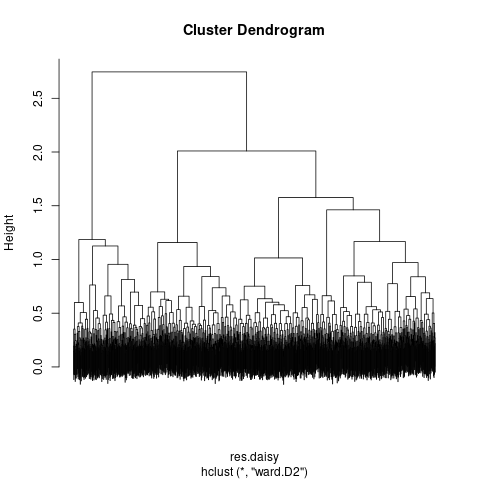 Cluster Dendrogram
Height
2.5
2.0
1.5
1.0
0.5
0.0
res.daisy
hclust (*, "ward.D2")